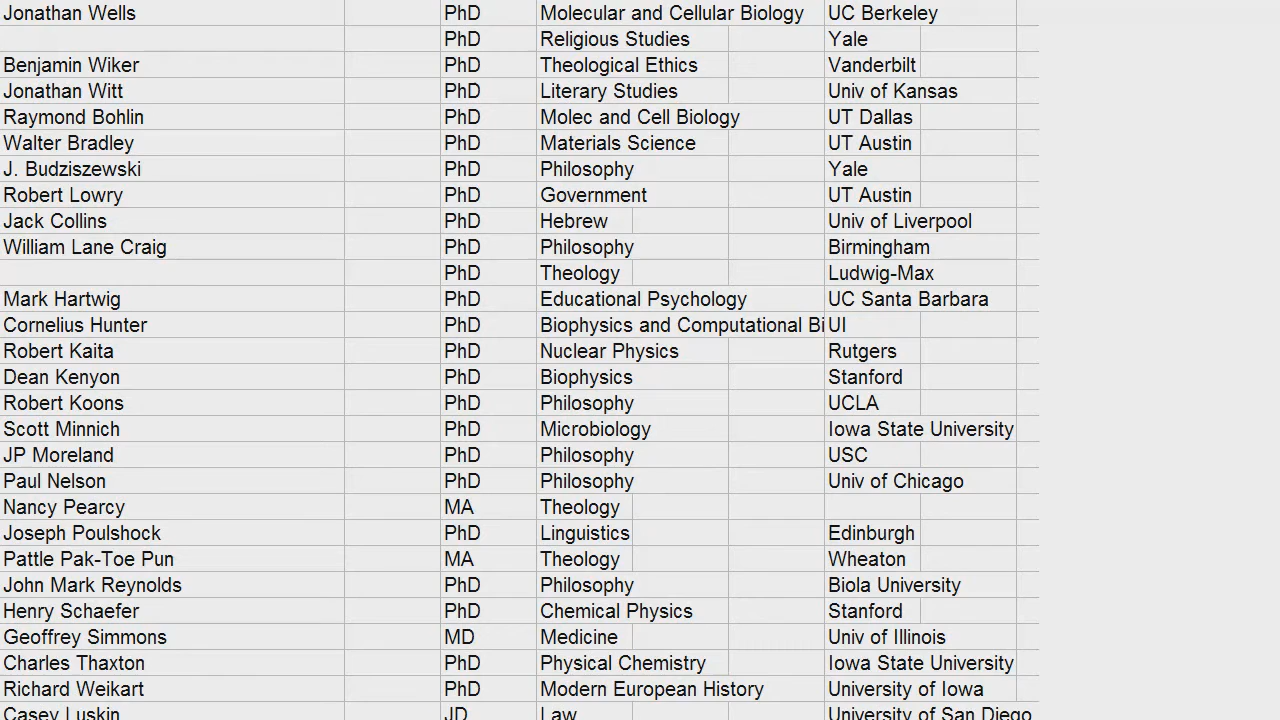 Jonathan Wells PhD Molecular and Cellular Biology UC Berkeley
PhD Religious Studies Yale
Benjamin Wiker PhD Theological Ethics Vanderbilt
Jonathan Witt PhD Literary Studies Univ of Kansas
Raymond Bohlin PhD Molec and Cell Biology UT Dallas
Walter Bradley PhD Materials Science UT Austin
J. Budziszewski PhD Philosophy Yale
Robert Lowry PhD Government UT Austin
Jack Collins PhD Hebrew Univ of Liverpool
William Lane Craig PhD Philosophy Birmingham
PhD Theology Ludwig-Max
Mark Hartwig PhD Educational Psychology UC Santa Barbara
Cornelius Hunter PhD Biophysics and Computational Bi UI
Robert Kaita PhD Nuclear Physics Rutgers
Dean Kenyon PhD Biophysics Stanford
Robert Koons PhD Philosophy UCLA
Scott Minnich PhD Microbiology Iowa State University
JP Moreland PhD Philosophy USC
Paul Nelson PhD Philosophy Univ of Chicago
Nancy Pearcy MA Theology
Joseph Poulshock PhD Linguistics Edinburgh
Pattle Pak-Toe Pun MA Theology Wheaton
John Mark Reynolds PhD Philosophy Biola University
Henry Schaefer PhD Chemical Physics Stanford
Geoffrey Simmons MD Medicine Univ of Illinois
Charles Thaxton PhD Physical Chemistry Iowa State University
Richard Weikart PhD Modern European History University of Iowa
Casey Luskin JD Law University of San Diego